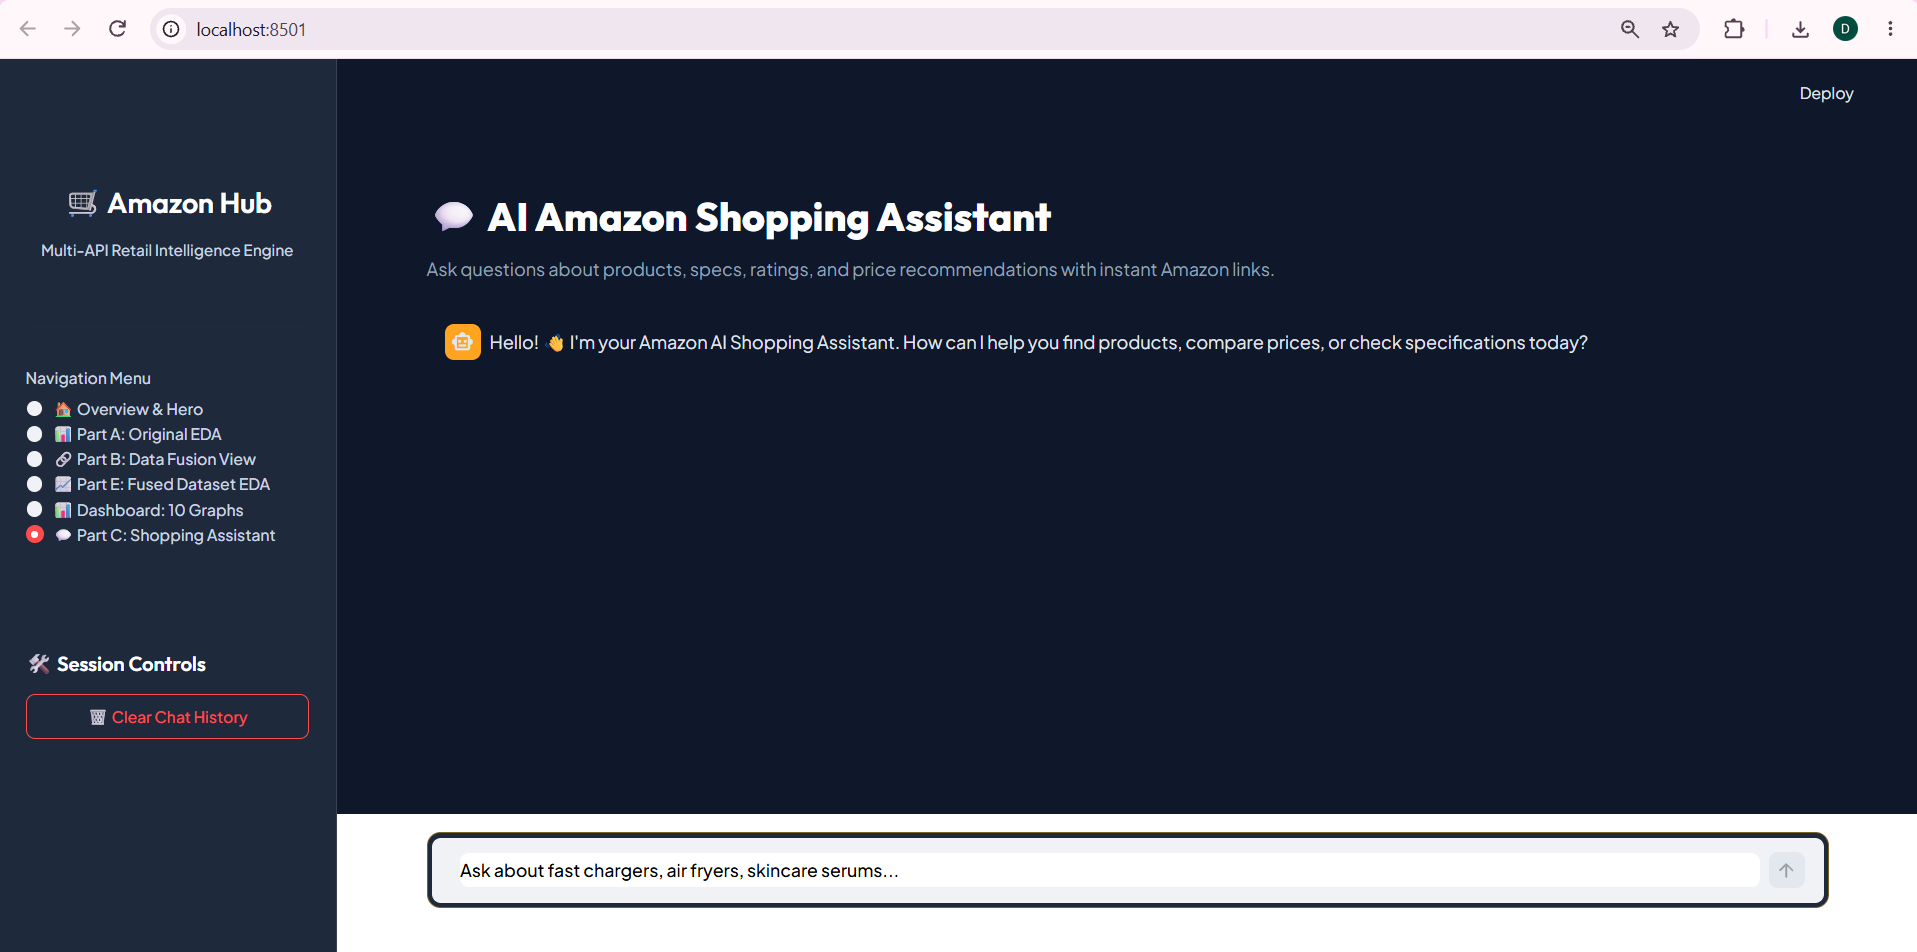 localhost:8501
D
Deploy
🛒 Amazon Hub
Multi-API Retail Intelligence Engine
Navigation Menu
🏠 Overview & Hero
📊 Part A: Original EDA
🔗 Part B: Data Fusion View
📈 Part E: Fused Dataset EDA
📊 Dashboard: 10 Graphs
💬 Part C: Shopping Assistant
🛠️ Session Controls
🗑️ Clear Chat History
💬 AI Amazon Shopping Assistant
Ask questions about products, specs, ratings, and price recommendations with instant Amazon links.
Hello! 👋 I'm your Amazon AI Shopping Assistant. How can I help you find products, compare prices, or check specifications today?
Ask about fast chargers, air fryers, skincare serums...